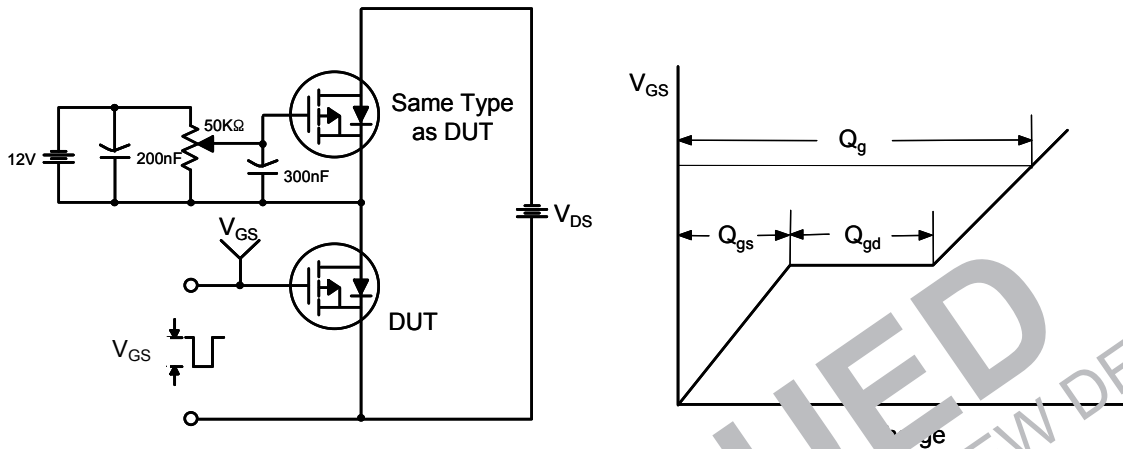 Same Type
as DUT
50KΩ
12V
200nF
300nF
V_GS
V_DS
DUT
V_GS
V_GS
Q_g
Q_gs
Q_gd